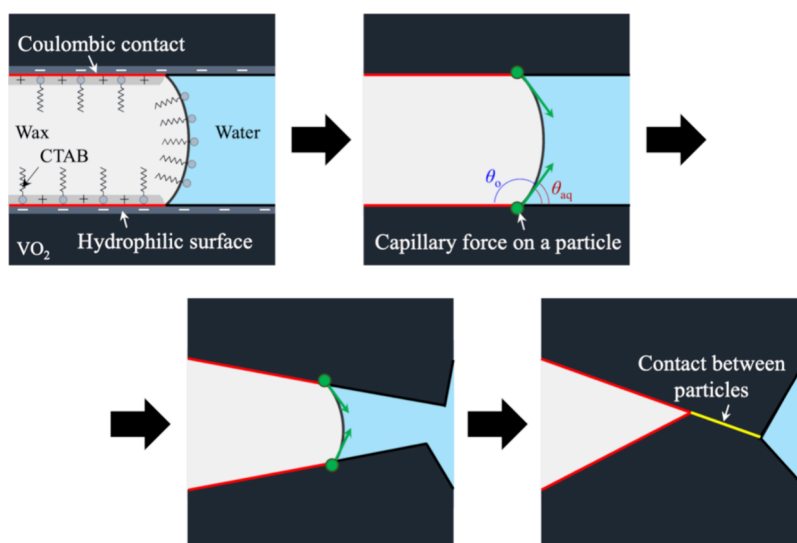 Coulombic contact
− − − − − − −
+ + + +
Wax
Water
CTAB
+ + +
− − − − − − −
Hydrophilic surface
VO₂
θₒ
θaq
Capillary force on a particle
Contact between
particles